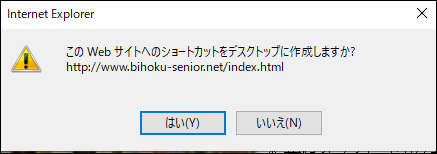 Internet Explorer
この Web サイトへのショートカットをデスクトップに作成しますか?
http://www.bihoku-senior.net/index.html
はい(Y)
いいえ(N)